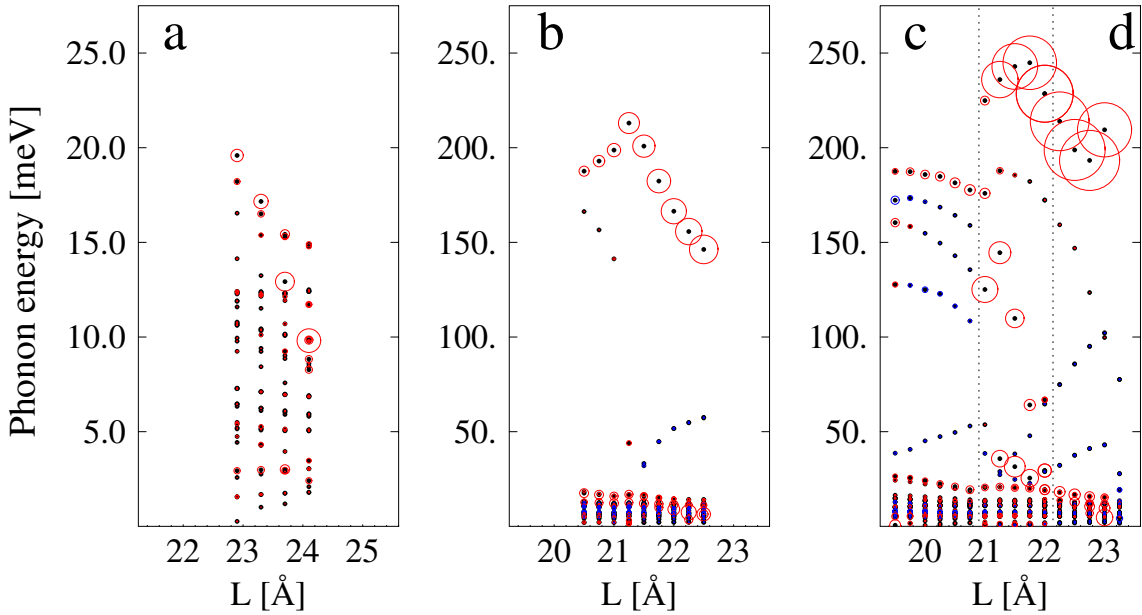 a b c d
25.0 250. 250.
20.0 200. 200.
15.0 150. 150.
10.0 100. 100.
5.0 50. 50.
Phonon energy [meV]
22 23 24 25 20 21 22 23 20 21 22 23
L [Å] L [Å] L [Å]